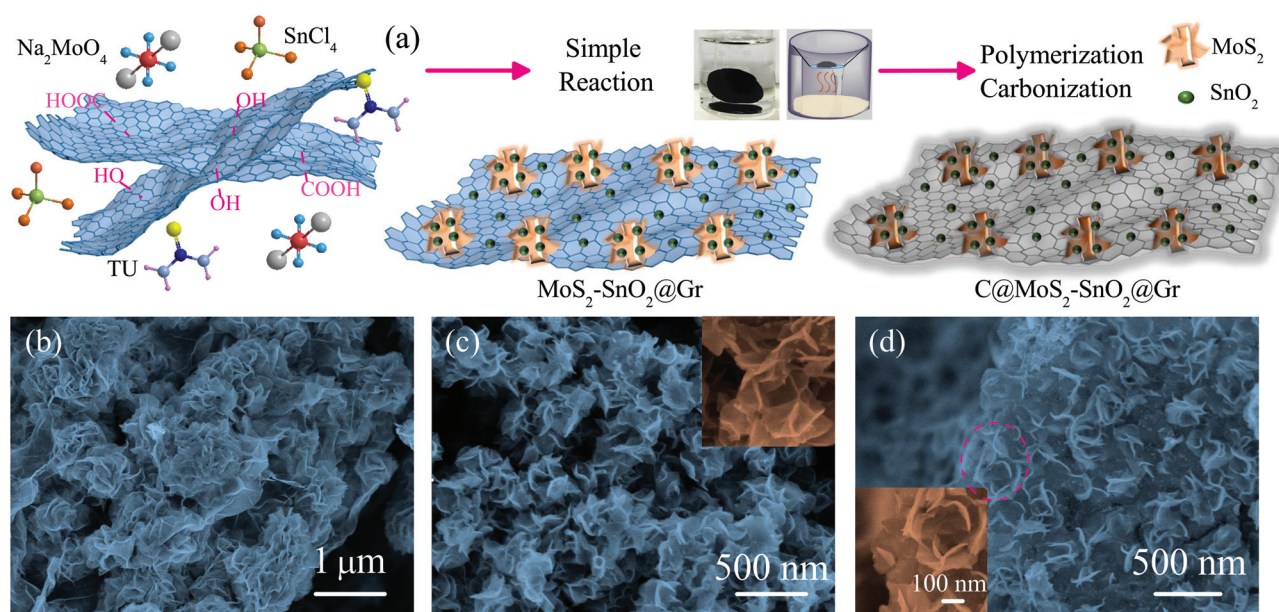 Na₂MoO₄
SnCl₄
(a)
HOOC
OH
HO
OH
COOH
TU
Simple
Reaction
Polymerization
Carbonization
MoS₂
SnO₂
MoS₂-SnO₂@Gr
C@MoS₂-SnO₂@Gr
(b)
1 μm
(c)
500 nm
(d)
100 nm
500 nm